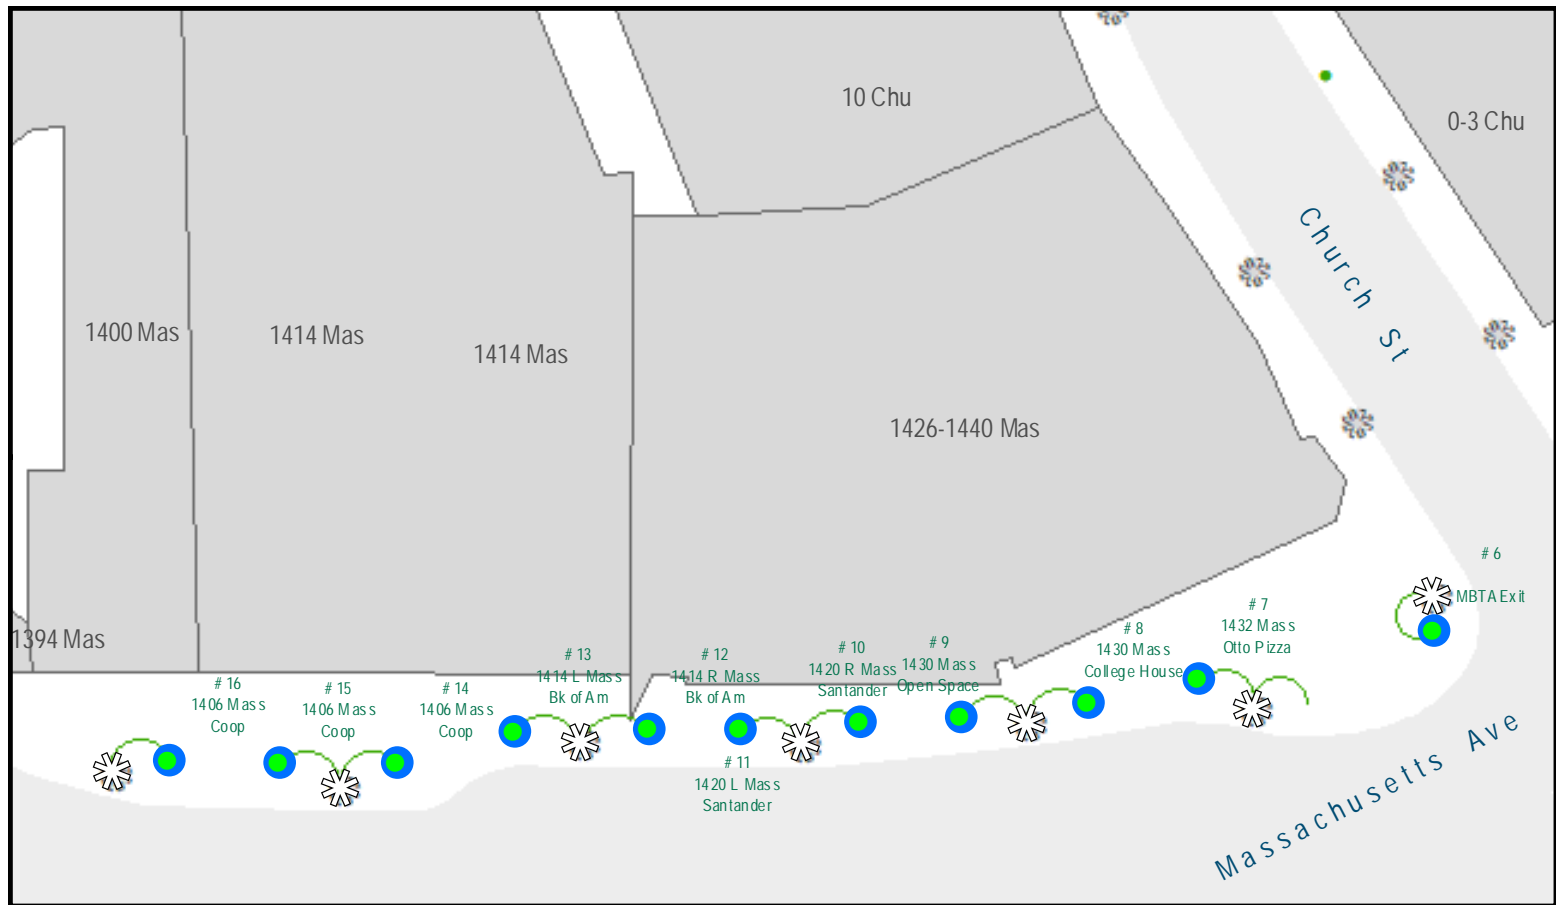 10 Chu
0-3 Chu
Church St
1400 Mas
1414 Mas
1414 Mas
1426-1440 Mas
1394 Mas
# 6
MBTA Exit
# 7
1432 Mass
Otto Pizza
# 8
1430 Mass
College House
# 9
1430 Mass
Open Space
# 10
1420 R Mass
Santander
# 11
1420 L Mass
Santander
# 12
1414 R Mass
Bk of Am
# 13
1414 L Mass
Bk of Am
# 14
1406 Mass
Coop
# 15
1406 Mass
Coop
# 16
1406 Mass
Coop
Massachusetts Ave